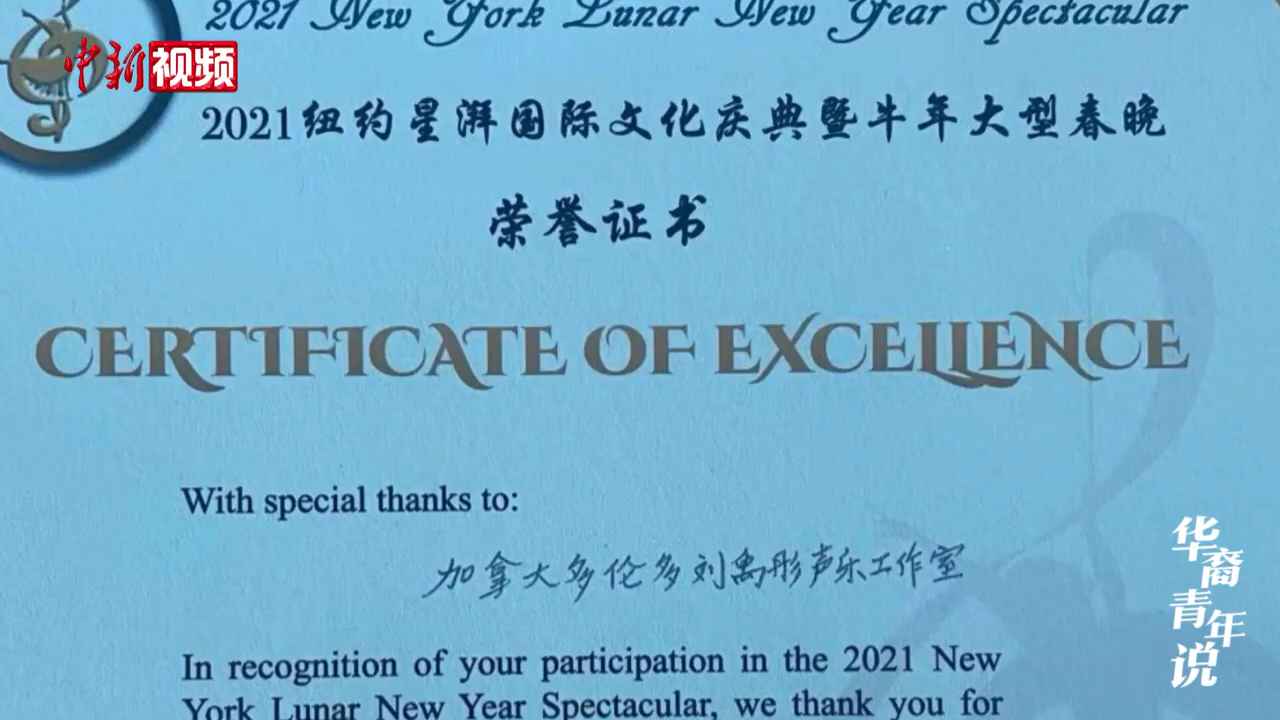 2021 New York Lunar New Year Spectacular
中新视频
2021纽约星湃国际文化庆典暨牛年大型春晚
荣誉证书
CERTIFICATE OF EXCELLENCE
With special thanks to:
加拿大多伦多刘禹彤声乐工作室
In recognition of your participation in the 2021 New
York Lunar New Year Spectacular, we thank you for
华裔青年说